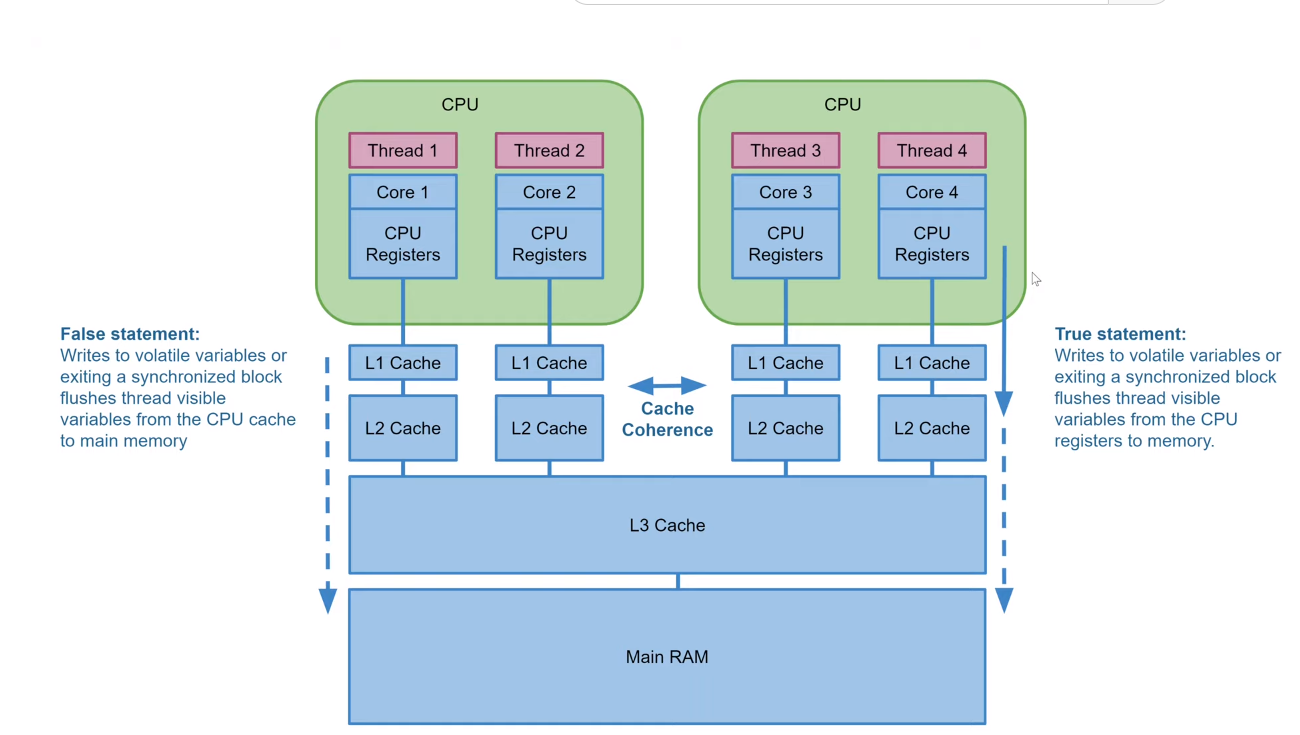 CPU
CPU
Thread 1
Thread 2
Thread 3
Thread 4
Core 1
Core 2
Core 3
Core 4
CPU
Registers
CPU
Registers
CPU
Registers
CPU
Registers
False statement:
Writes to volatile variables or
exiting a synchronized block
flushes thread visible
variables from the CPU cache
to main memory
L1 Cache
L1 Cache
L1 Cache
L1 Cache
Cache
Coherence
L2 Cache
L2 Cache
L2 Cache
L2 Cache
True statement:
Writes to volatile variables or
exiting a synchronized block
flushes thread visible
variables from the CPU
registers to memory.
L3 Cache
Main RAM